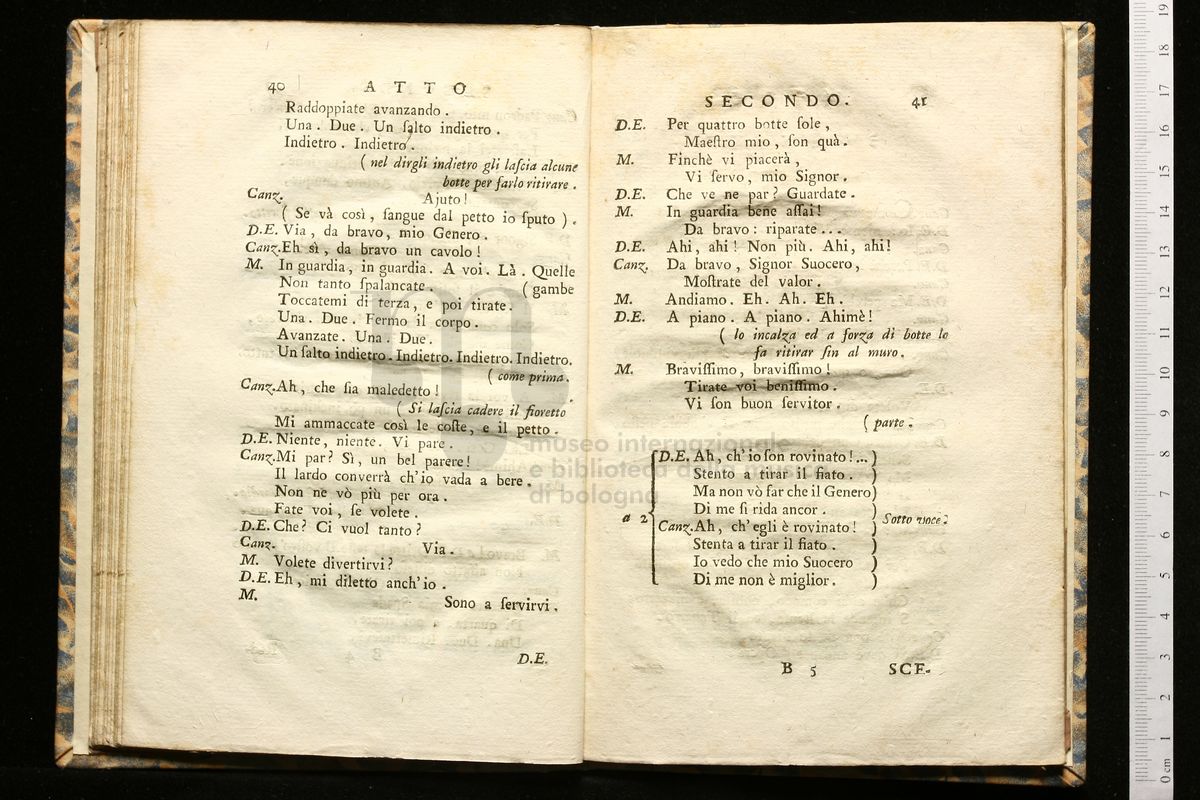 40 ATTO
Raddoppiate avanzando.
Una. Due. Un ſalto indietro.
Indietro. Indietro.
( nel dirgli indietro gli laſcia alcune
botte per farlo ritirare.
Canz. Ajuto!
( Se và così, ſangue dal petto io ſputo ).
D.E. Via, da bravo, mio Genero.
Canz. Eh sì, da bravo un cavolo!
M. In guardia, in guardia. A voi. Là. Quelle
Non tanto ſpalancate. ( gambe
Toccatemi di terza, e poi tirate.
Una. Due. Fermo il corpo.
Avanzate. Una. Due.
Un ſalto indietro. Indietro. Indietro. Indietro.
( come prima.
Canz. Ah, che ſia maledetto!
( Si laſcia cadere il fioretto
Mi ammaccate così le coſte, e il petto.
D.E. Niente, niente. Vi pare.
Canz. Mi par? Sì, un bel parere!
Il lardo converrà ch'io vada a bere.
Non ne vò più per ora.
Fate voi, ſe volete.
D.E. Che? Ci vuol tanto?
Canz. Via.
M. Volete divertirvi?
D.E. Eh, mi diletto anch'io.
M. Sono a ſervirvi.
D.E.
SECONDO. 41
D.E. Per quattro botte ſole,
Maeſtro mio, ſon quà.
M. Finchè vi piacerà,
Vi ſervo, mio Signor.
D.E. Che ve ne par? Guardate.
M. In guardia bene aſſai!
Da bravo: riparate...
D.E. Ahi, ahi! Non più. Ahi, ahi!
Canz. Da bravo, Signor Suocero,
Moſtrate del valor.
M. Andiamo. Eh. Ah. Eh.
D.E. A piano. A piano. Ahimè!
( lo incalza ed a forza di botte lo
fa ritirar fin al muro.
M. Braviſſimo, braviſſimo!
Tirate voi beniſſimo.
Vi ſon buon ſervitor.
( parte.
D.E. Ah, ch'io ſon rovinato!... )
Stento a tirar il fiato. )
Ma non vò far che il Genero )
Di me ſi rida ancor. )
a 2 Sotto voce.
Canz. Ah, ch'egli è rovinato! )
Stenta a tirar il fiato. )
Io vedo che mio Suocero )
Di me non è miglior. )
B 5 SCE-
museo internazionale
e biblioteca della musica
di bologna